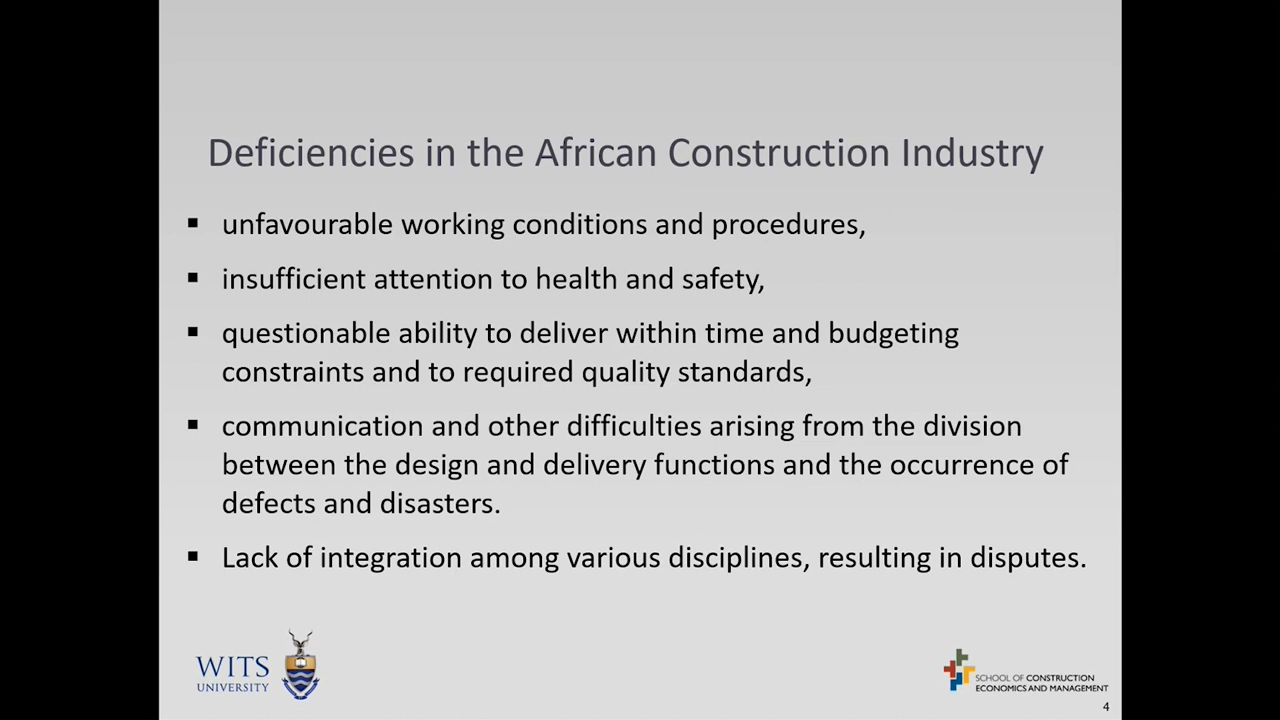 Deficiencies in the African Construction Industry
▪ unfavourable working conditions and procedures,
▪ insufficient attention to health and safety,
▪ questionable ability to deliver within time and budgeting
constraints and to required quality standards,
▪ communication and other difficulties arising from the division
between the design and delivery functions and the occurrence of
defects and disasters.
▪ Lack of integration among various disciplines, resulting in disputes.
WITS
UNIVERSITY
SCHOOL OF CONSTRUCTION
ECONOMICS AND MANAGEMENT
4